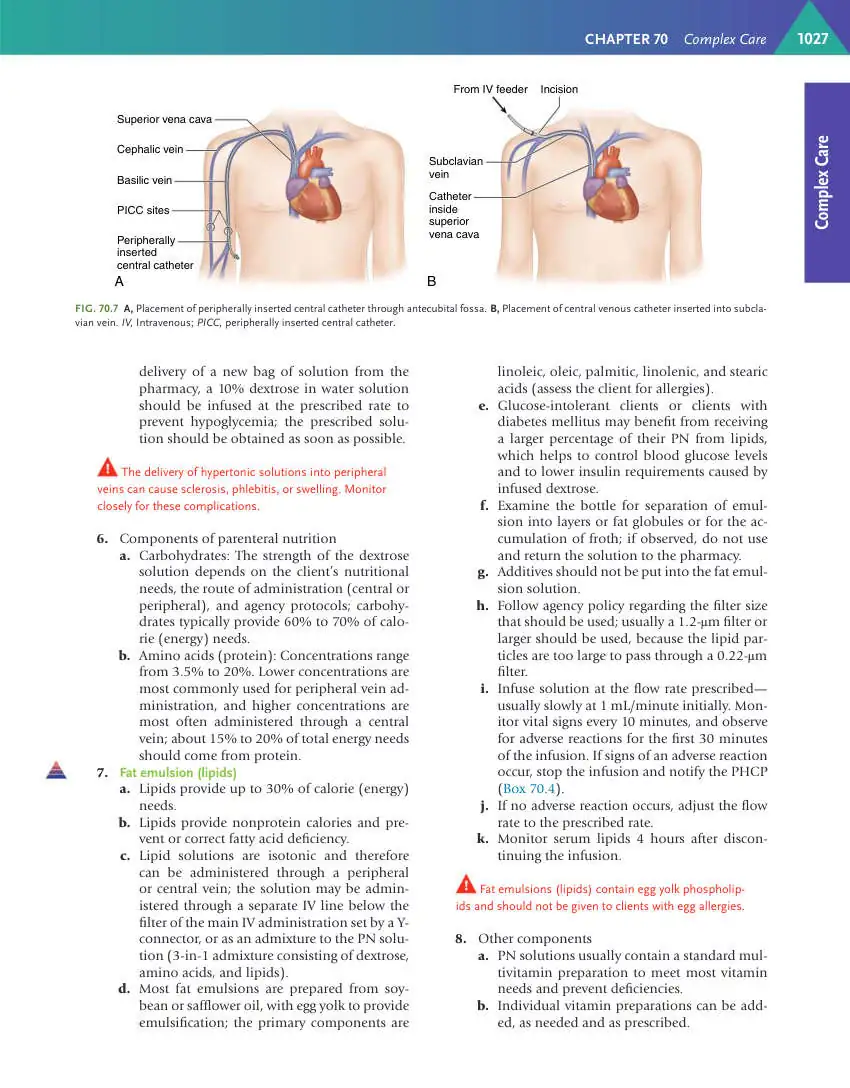 CHAPTER 70 Complex Care 1027
Complex Care
Superior vena cava
Cephalic vein
Basilic vein
PICC sites
Peripherally
inserted
central catheter
A
From IV feeder Incision
Subclavian
vein
Catheter
inside
superior
vena cava
B
FIG. 70.7 A, Placement of peripherally inserted central catheter through antecubital fossa. B, Placement of central venous catheter inserted into subcla-
vian vein. IV, Intravenous; PICC, peripherally inserted central catheter.
delivery of a new bag of solution from the
pharmacy, a 10% dextrose in water solution
should be infused at the prescribed rate to
prevent hypoglycemia; the prescribed solu-
tion should be obtained as soon as possible.
The delivery of hypertonic solutions into peripheral
veins can cause sclerosis, phlebitis, or swelling. Monitor
closely for these complications.
6. Components of parenteral nutrition
a. Carbohydrates: The strength of the dextrose
solution depends on the client's nutritional
needs, the route of administration (central or
peripheral), and agency protocols; carbohy-
drates typically provide 60% to 70% of calo-
rie (energy) needs.
b. Amino acids (protein): Concentrations range
from 3.5% to 20%. Lower concentrations are
most commonly used for peripheral vein ad-
ministration, and higher concentrations are
most often administered through a central
vein; about 15% to 20% of total energy needs
should come from protein.
7. Fat emulsion (lipids)
a. Lipids provide up to 30% of calorie (energy)
needs.
b. Lipids provide nonprotein calories and pre-
vent or correct fatty acid deficiency.
c. Lipid solutions are isotonic and therefore
can be administered through a peripheral
or central vein; the solution may be admin-
istered through a separate IV line below the
filter of the main IV administration set by a Y-
connector, or as an admixture to the PN solu-
tion (3-in-1 admixture consisting of dextrose,
amino acids, and lipids).
d. Most fat emulsions are prepared from soy-
bean or safflower oil, with egg yolk to provide
emulsification; the primary components are
linoleic, oleic, palmitic, linolenic, and stearic
acids (assess the client for allergies).
e. Glucose-intolerant clients or clients with
diabetes mellitus may benefit from receiving
a larger percentage of their PN from lipids,
which helps to control blood glucose levels
and to lower insulin requirements caused by
infused dextrose.
f. Examine the bottle for separation of emul-
sion into layers or fat globules or for the ac-
cumulation of froth; if observed, do not use
and return the solution to the pharmacy.
g. Additives should not be put into the fat emul-
sion solution.
h. Follow agency policy regarding the filter size
that should be used; usually a 1.2-µm filter or
larger should be used, because the lipid par-
ticles are too large to pass through a 0.22-µm
filter.
i. Infuse solution at the flow rate prescribed—
usually slowly at 1 mL/minute initially. Mon-
itor vital signs every 10 minutes, and observe
for adverse reactions for the first 30 minutes
of the infusion. If signs of an adverse reaction
occur, stop the infusion and notify the PHCP
(Box 70.4).
j. If no adverse reaction occurs, adjust the flow
rate to the prescribed rate.
k. Monitor serum lipids 4 hours after discon-
tinuing the infusion.
Fat emulsions (lipids) contain egg yolk phospholip-
ids and should not be given to clients with egg allergies.
8. Other components
a. PN solutions usually contain a standard mul-
tivitamin preparation to meet most vitamin
needs and prevent deficiencies.
b. Individual vitamin preparations can be add-
ed, as needed and as prescribed.